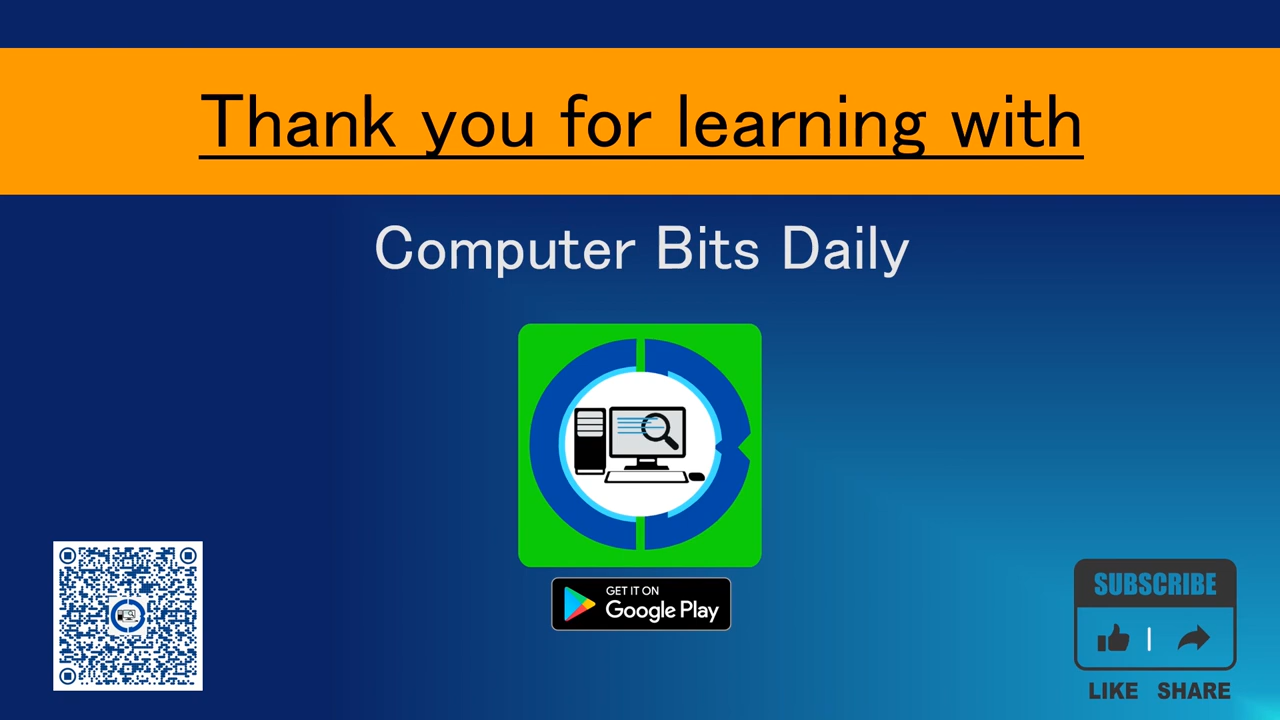 Thank you for learning with
Computer Bits Daily
GET IT ON
Google Play
SUBSCRIBE
LIKE SHARE